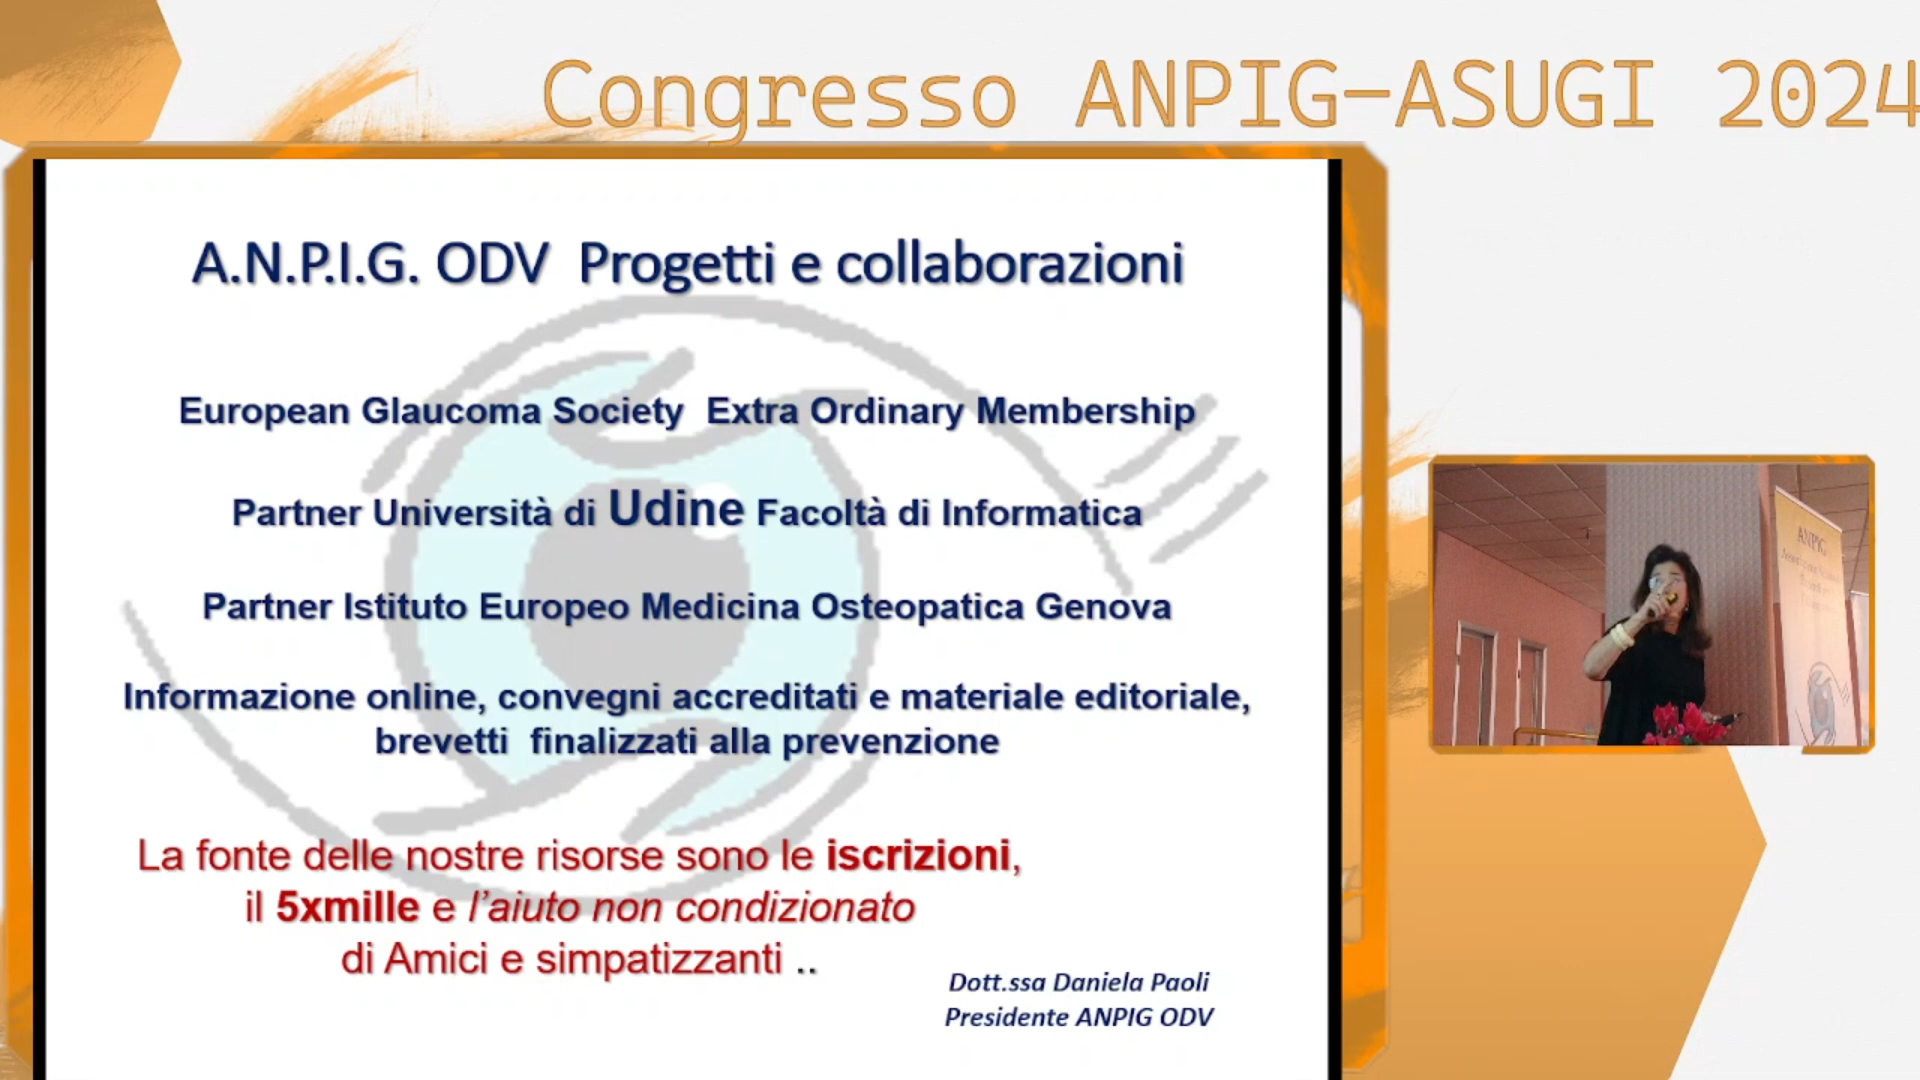 Congresso ANPIG-ASUGI 2024
A.N.P.I.G. ODV Progetti e collaborazioni
European Glaucoma Society Extra Ordinary Membership
Partner Università di Udine Facoltà di Informatica
Partner Istituto Europeo Medicina Osteopatica Genova
Informazione online, convegni accreditati e materiale editoriale,
brevetti finalizzati alla prevenzione
La fonte delle nostre risorse sono le iscrizioni,
il 5xmille e l'aiuto non condizionato
di Amici e simpatizzanti ..
Dott.ssa Daniela Paoli
Presidente ANPIG ODV
ANPIG